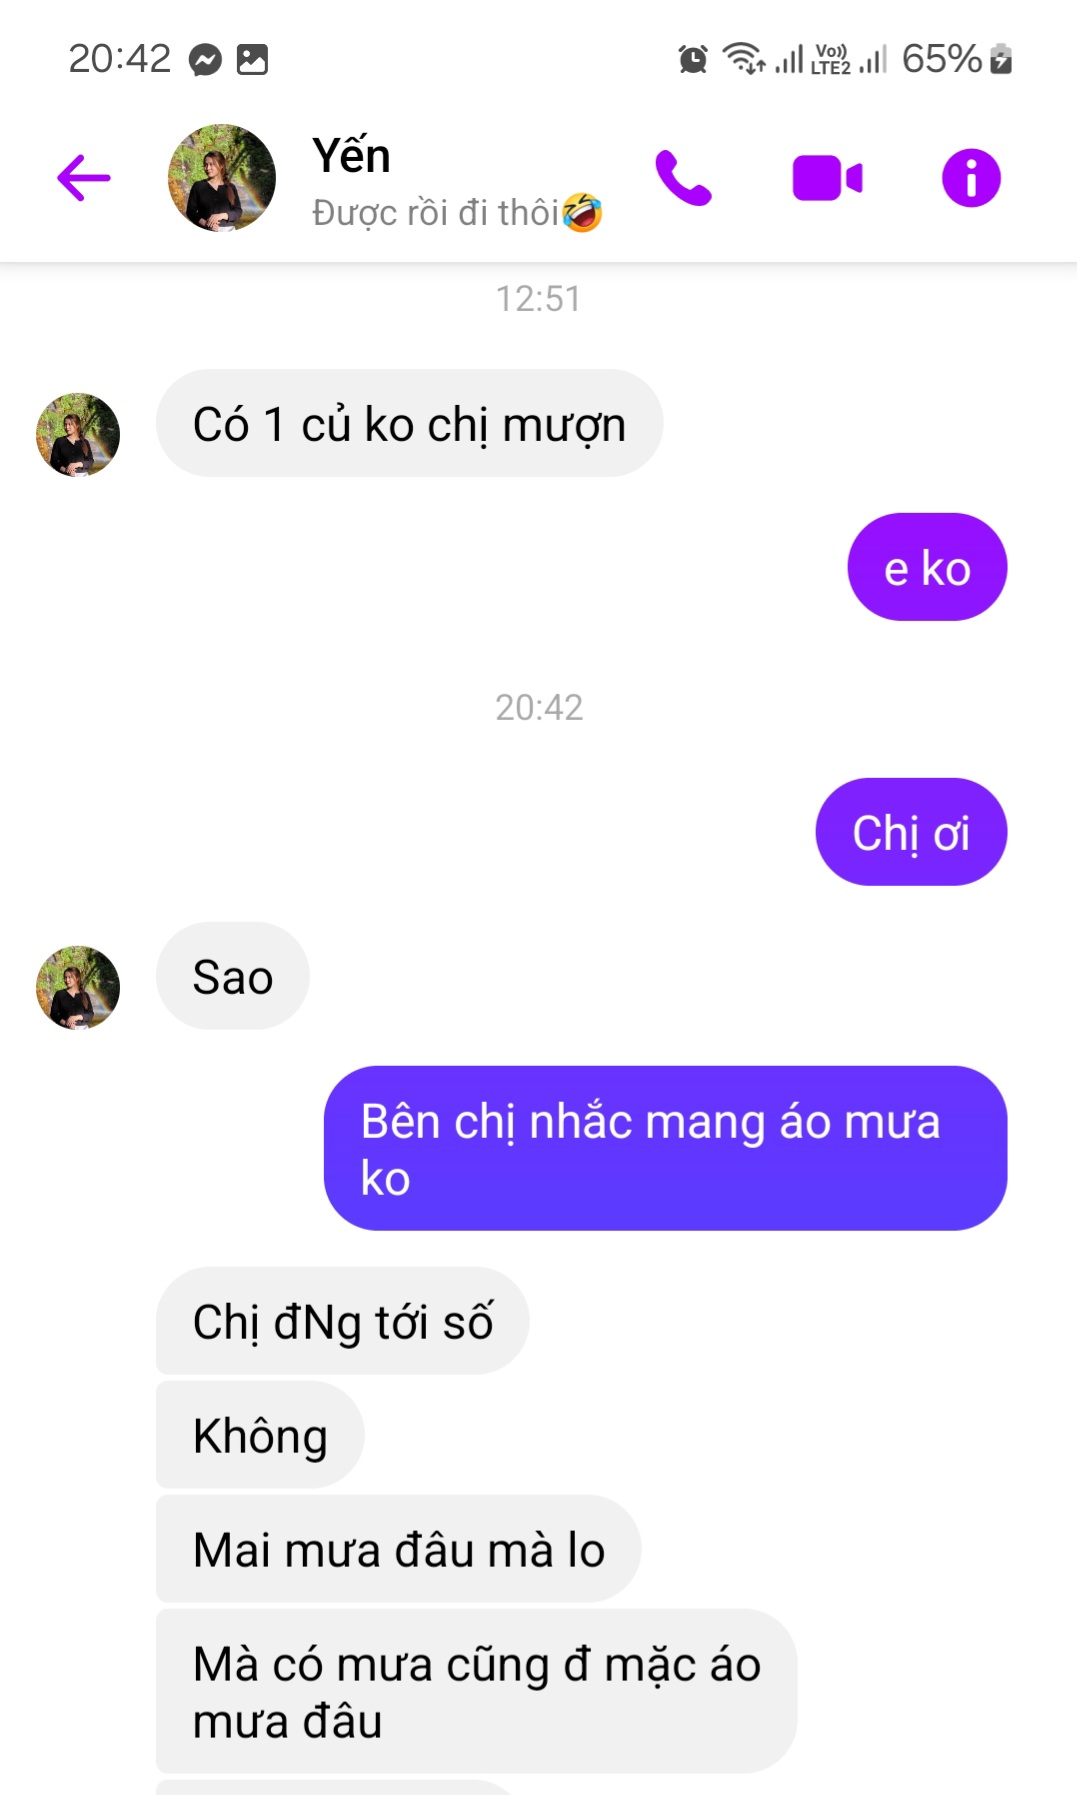 20:42
Vo))
LTE2
65%
Yến
Được rồi đi thôi🤣
12:51
Có 1 củ ko chị mượn
e ko
20:42
Chị ơi
Sao
Bên chị nhắc mang áo mưa
ko
Chị đNg tới số
Không
Mai mưa đâu mà lo
Mà có mưa cũng đ mặc áo
mưa đâu